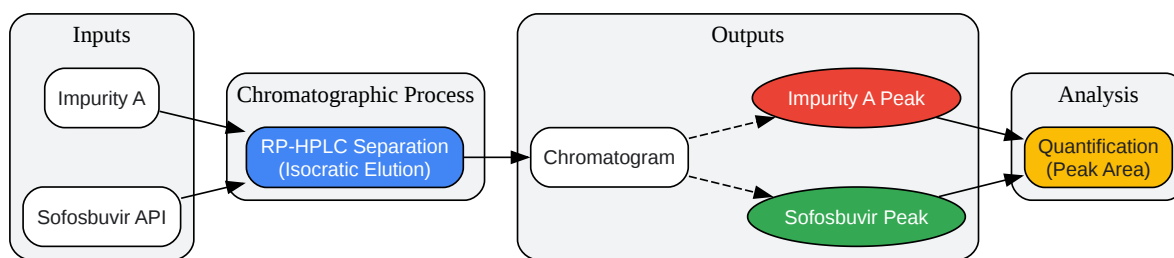 Inputs
Impurity A
Sofosbuvir API
Chromatographic Process
RP-HPLC Separation
(Isocratic Elution)
Outputs
Chromatogram
Impurity A Peak
Sofosbuvir Peak
Analysis
Quantification
(Peak Area)